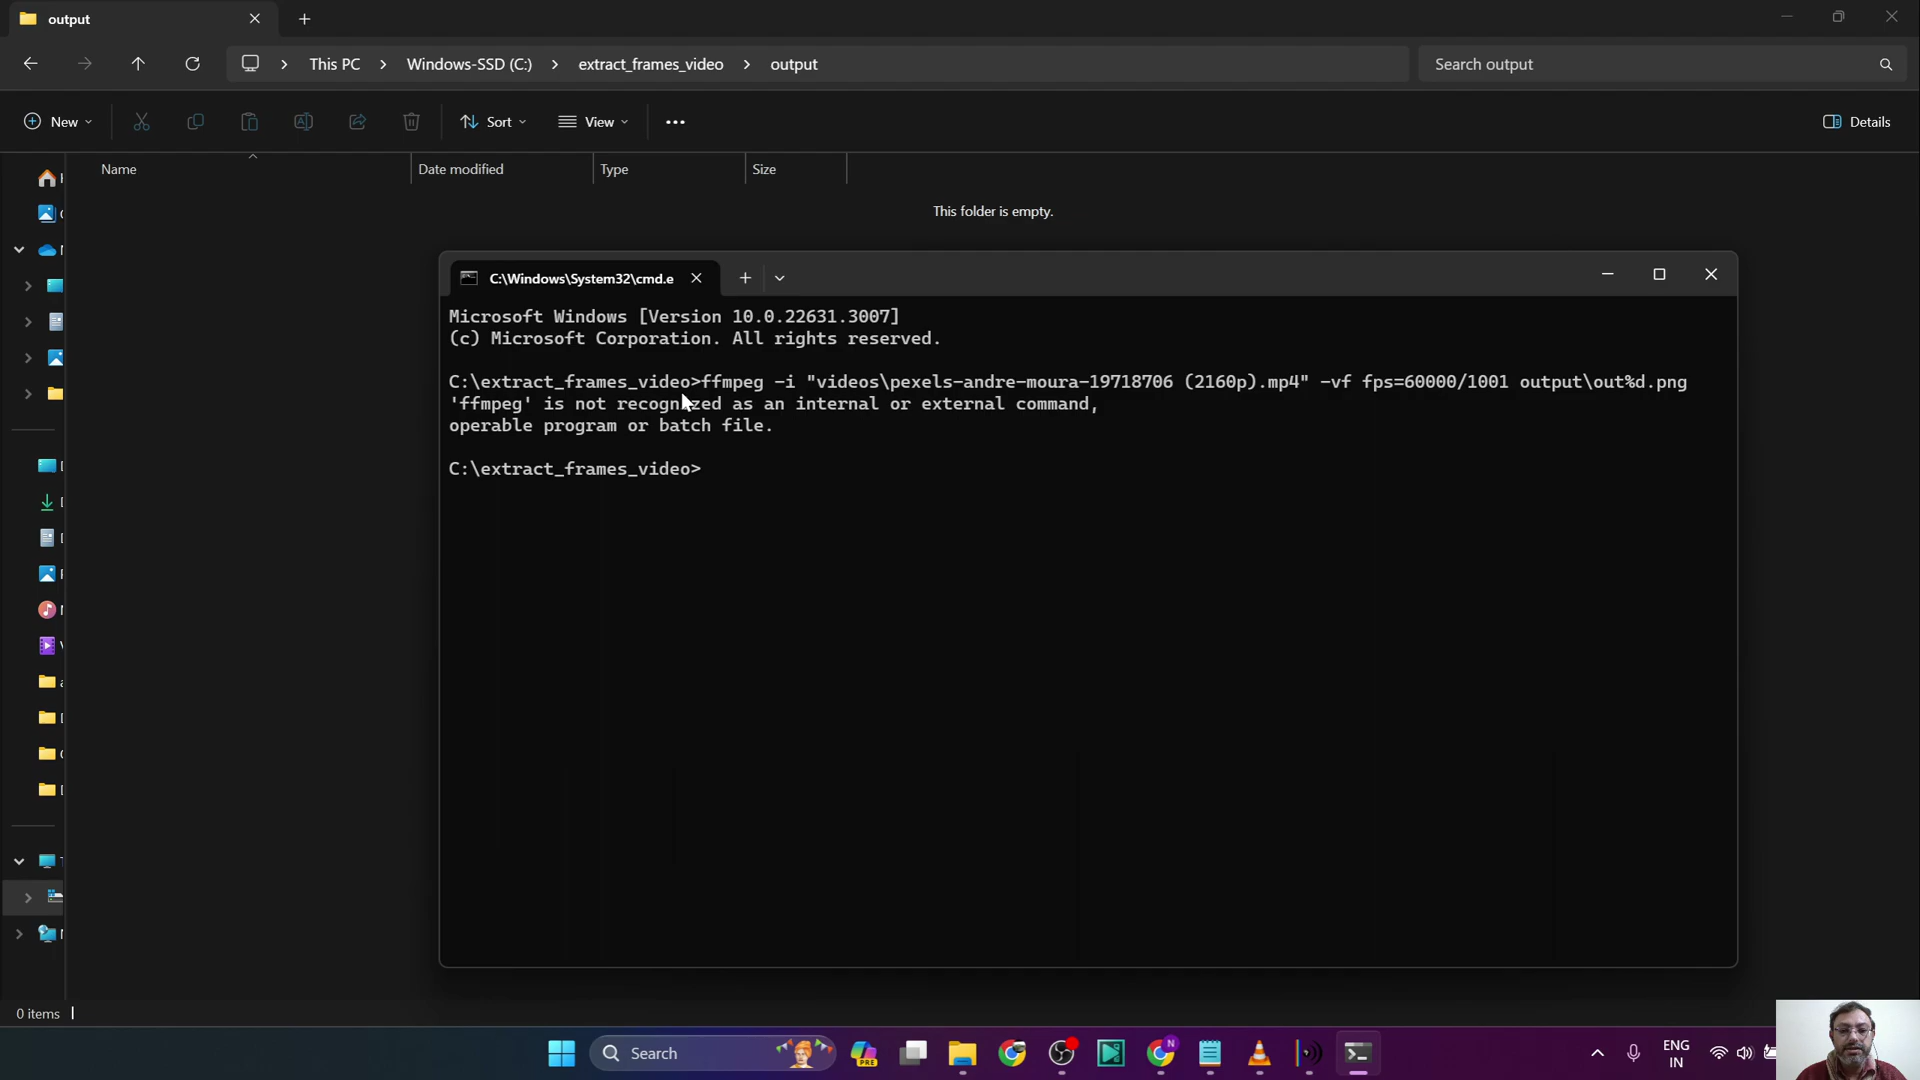 output
This PC
Windows-SSD (C:)
extract_frames_video
output
Search output
New
Sort
View
Details
Name
Date modified
Type
Size
This folder is empty.
C:\Windows\System32\cmd.e
Microsoft Windows [Version 10.0.22631.3007]
(c) Microsoft Corporation. All rights reserved.
C:\extract_frames_video>ffmpeg -i "videos\pexels-andre-moura-19718706 (2160p).mp4" -vf fps=60000/1001 output\out%d.png
'ffmpeg' is not recognized as an internal or external command,
operable program or batch file.
C:\extract_frames_video>
0 items
Search
PRE
N
ENG
IN